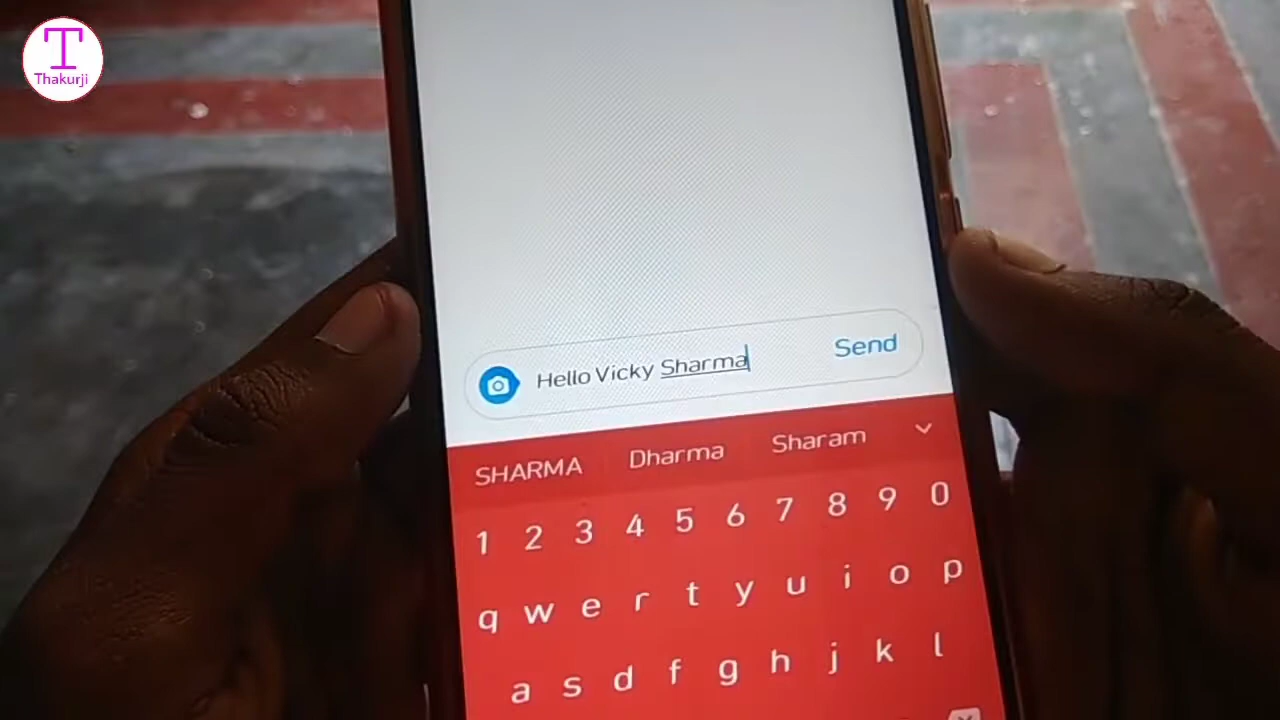 T
Thakurji
Hello Vicky Sharma
Send
SHARMA Dharma Sharam
1 2 3 4 5 6 7 8 9 0
q w e r t y u i o p
a s d f g h j k l